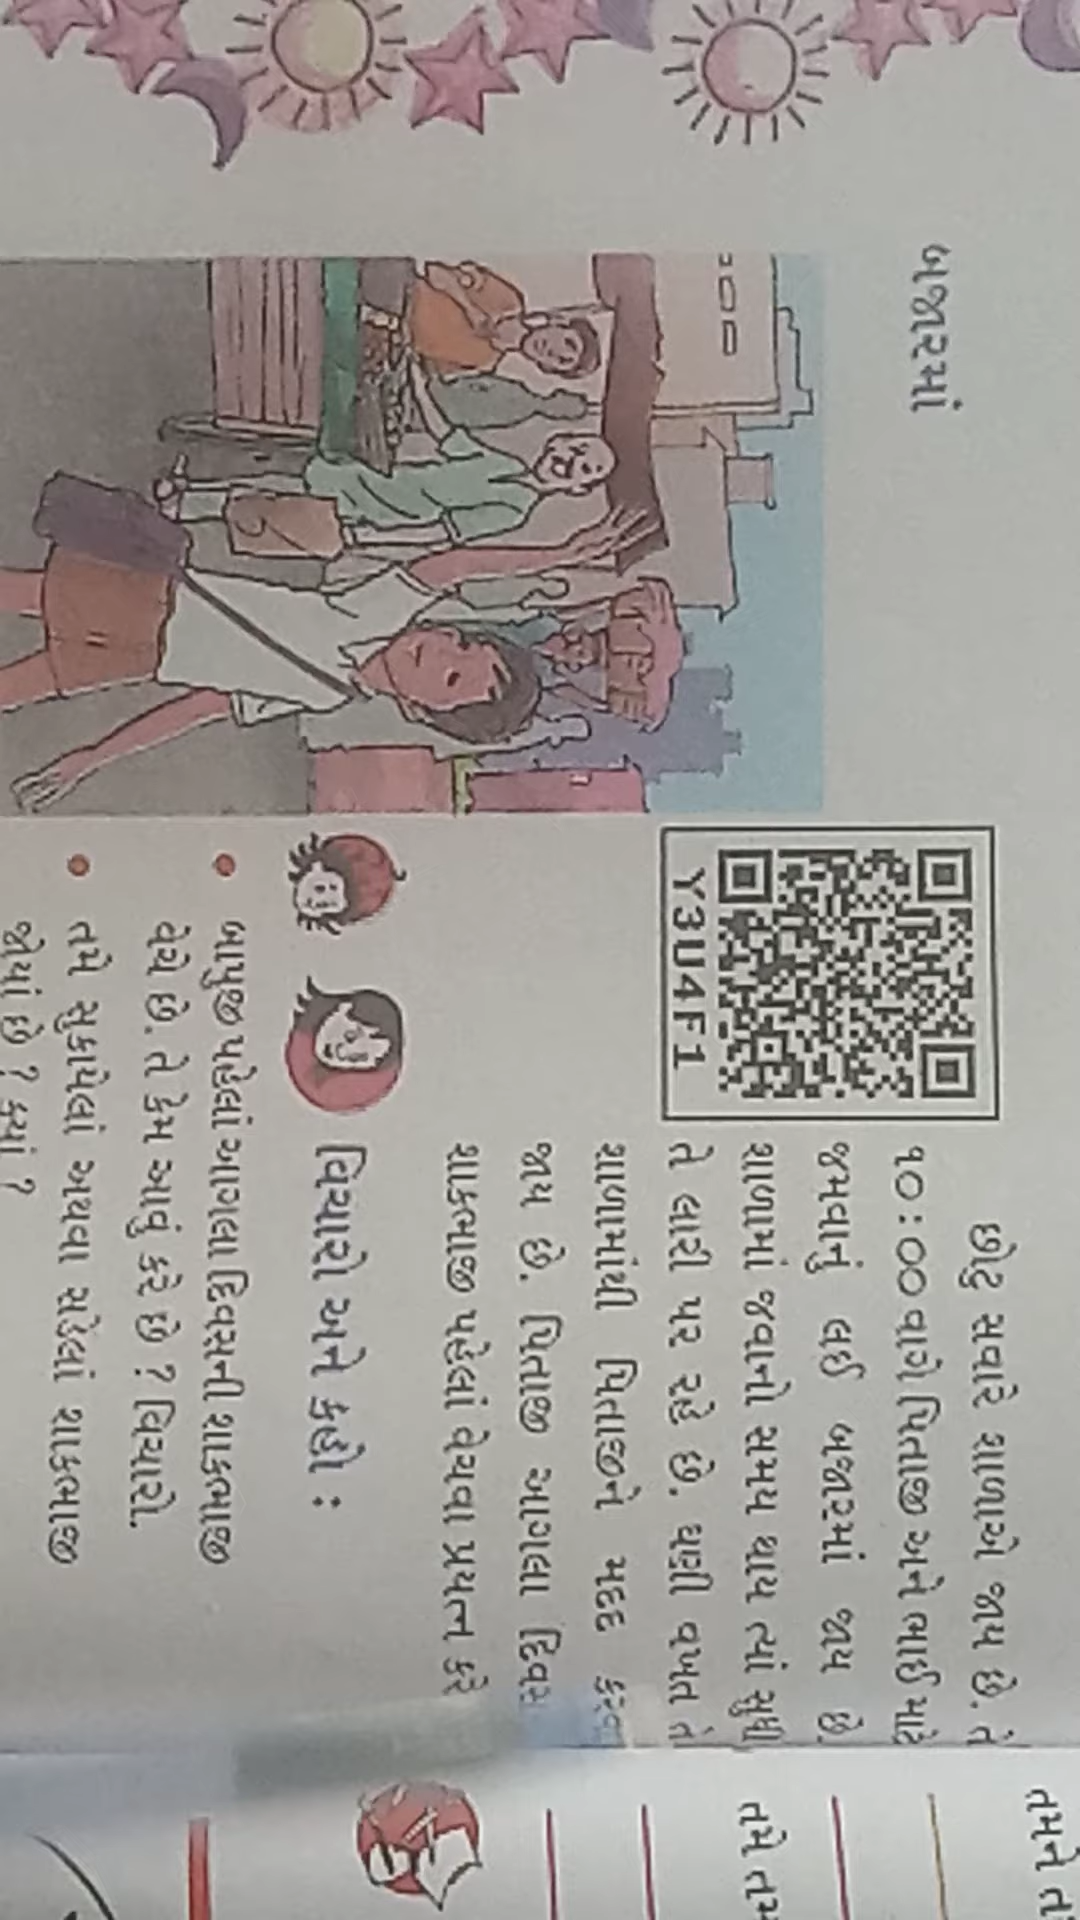 બજારમાં
છોટુ સવારે શાળાએ જાય છે. તે
૧૦:૦૦ વાગે પિતાજી અને ભાઈ માટે
જમવાનું લઈ બજારમાં જાય છે.
શાળામાં જવાનો સમય થાય ત્યાં સુધી
તે લારી પર રહે છે. ઘણી વખત તે
શાળામાંથી પિતાજીને મદદ
જાય છે. પિતાજી આગલા
શાકભાજી પહેલાં વેચવા પ્રયત્ન કરે
Y3U4F1
વિચારો અને કહો :
• બાપુજી પહેલાં આગલા દિવસની શાકભાજી
વેચે છે. તે કેમ આવું કરે છે ? વિચારો.
• તમે સુકાયેલાં અથવા સડેલાં શાકભાજી
જોયાં છે ? ક્યાં ?
તમને
તમે